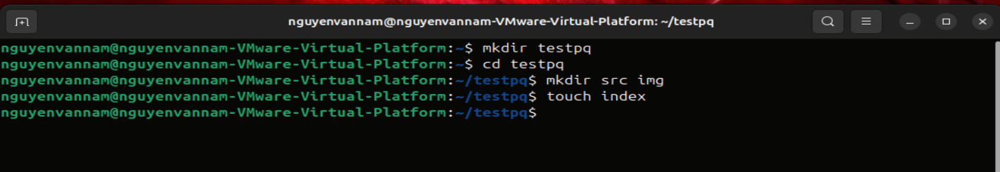 nguyenvannam@nguyenvannam-VMware-Virtual-Platform: ~/testpq
nguyenvannam@nguyenvannam-VMware-Virtual-Platform:~$ mkdir testpq
nguyenvannam@nguyenvannam-VMware-Virtual-Platform:~$ cd testpq
nguyenvannam@nguyenvannam-VMware-Virtual-Platform:~/testpq$ mkdir src img
nguyenvannam@nguyenvannam-VMware-Virtual-Platform:~/testpq$ touch index
nguyenvannam@nguyenvannam-VMware-Virtual-Platform:~/testpq$